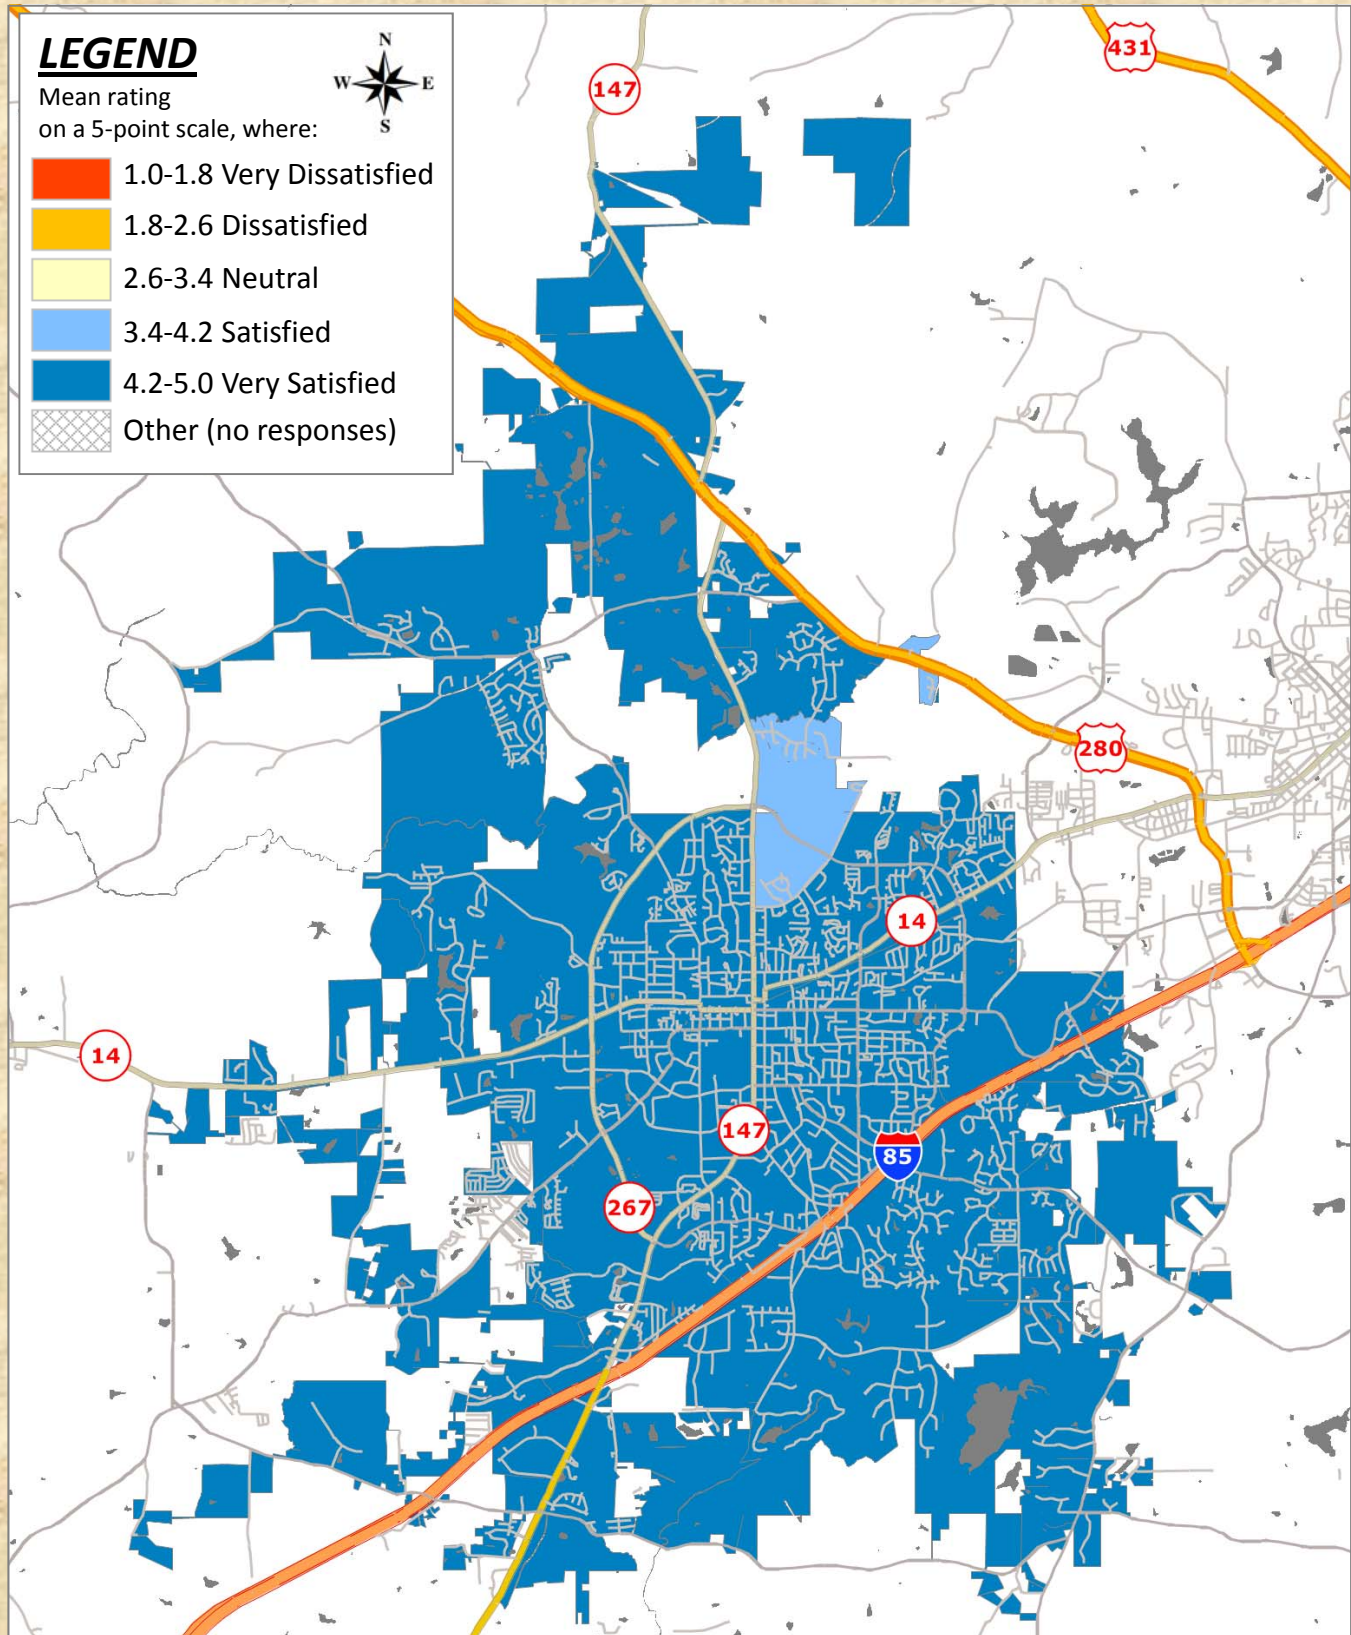 LEGEND
N
W E
S
Mean rating
on a 5-point scale, where:
1.0-1.8 Very Dissatisfied
1.8-2.6 Dissatisfied
2.6-3.4 Neutral
3.4-4.2 Satisfied
4.2-5.0 Very Satisfied
Other (no responses)
147
431
280
14
14
147
85
267